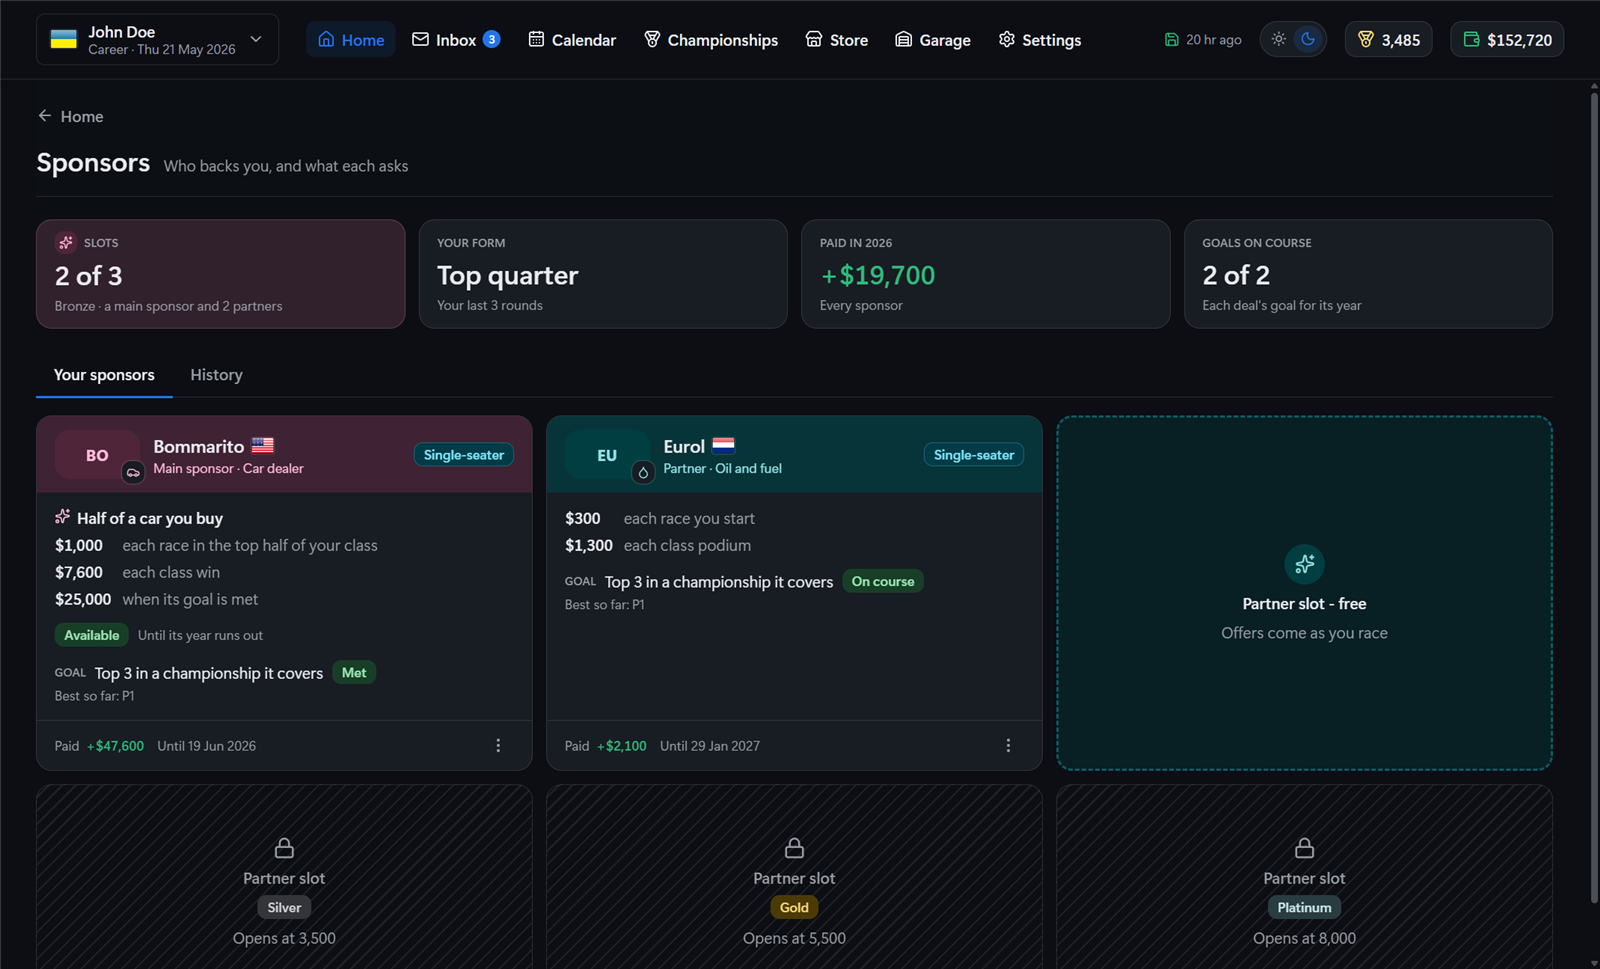 John Doe
Career · Thu 21 May 2026
Home
Inbox 3
Calendar
Championships
Store
Garage
Settings
20 hr ago
3,485
$152,720
Home
Sponsors
Who backs you, and what each asks
SLOTS
2 of 3
Bronze · a main sponsor and 2 partners
YOUR FORM
Top quarter
Your last 3 rounds
PAID IN 2026
+$19,700
Every sponsor
GOALS ON COURSE
2 of 2
Each deal's goal for its year
Your sponsors
History
BO
Bommarito
Main sponsor · Car dealer
Single-seater
Half of a car you buy
$1,000 each race in the top half of your class
$7,600 each class win
$25,000 when its goal is met
Available Until its year runs out
GOAL Top 3 in a championship it covers Met
Best so far: P1
Paid +$47,600 Until 19 Jun 2026
EU
Eurol
Partner · Oil and fuel
Single-seater
$300 each race you start
$1,300 each class podium
GOAL Top 3 in a championship it covers On course
Best so far: P1
Paid +$2,100 Until 29 Jan 2027
Partner slot - free
Offers come as you race
Partner slot
Silver
Opens at 3,500
Partner slot
Gold
Opens at 5,500
Partner slot
Platinum
Opens at 8,000